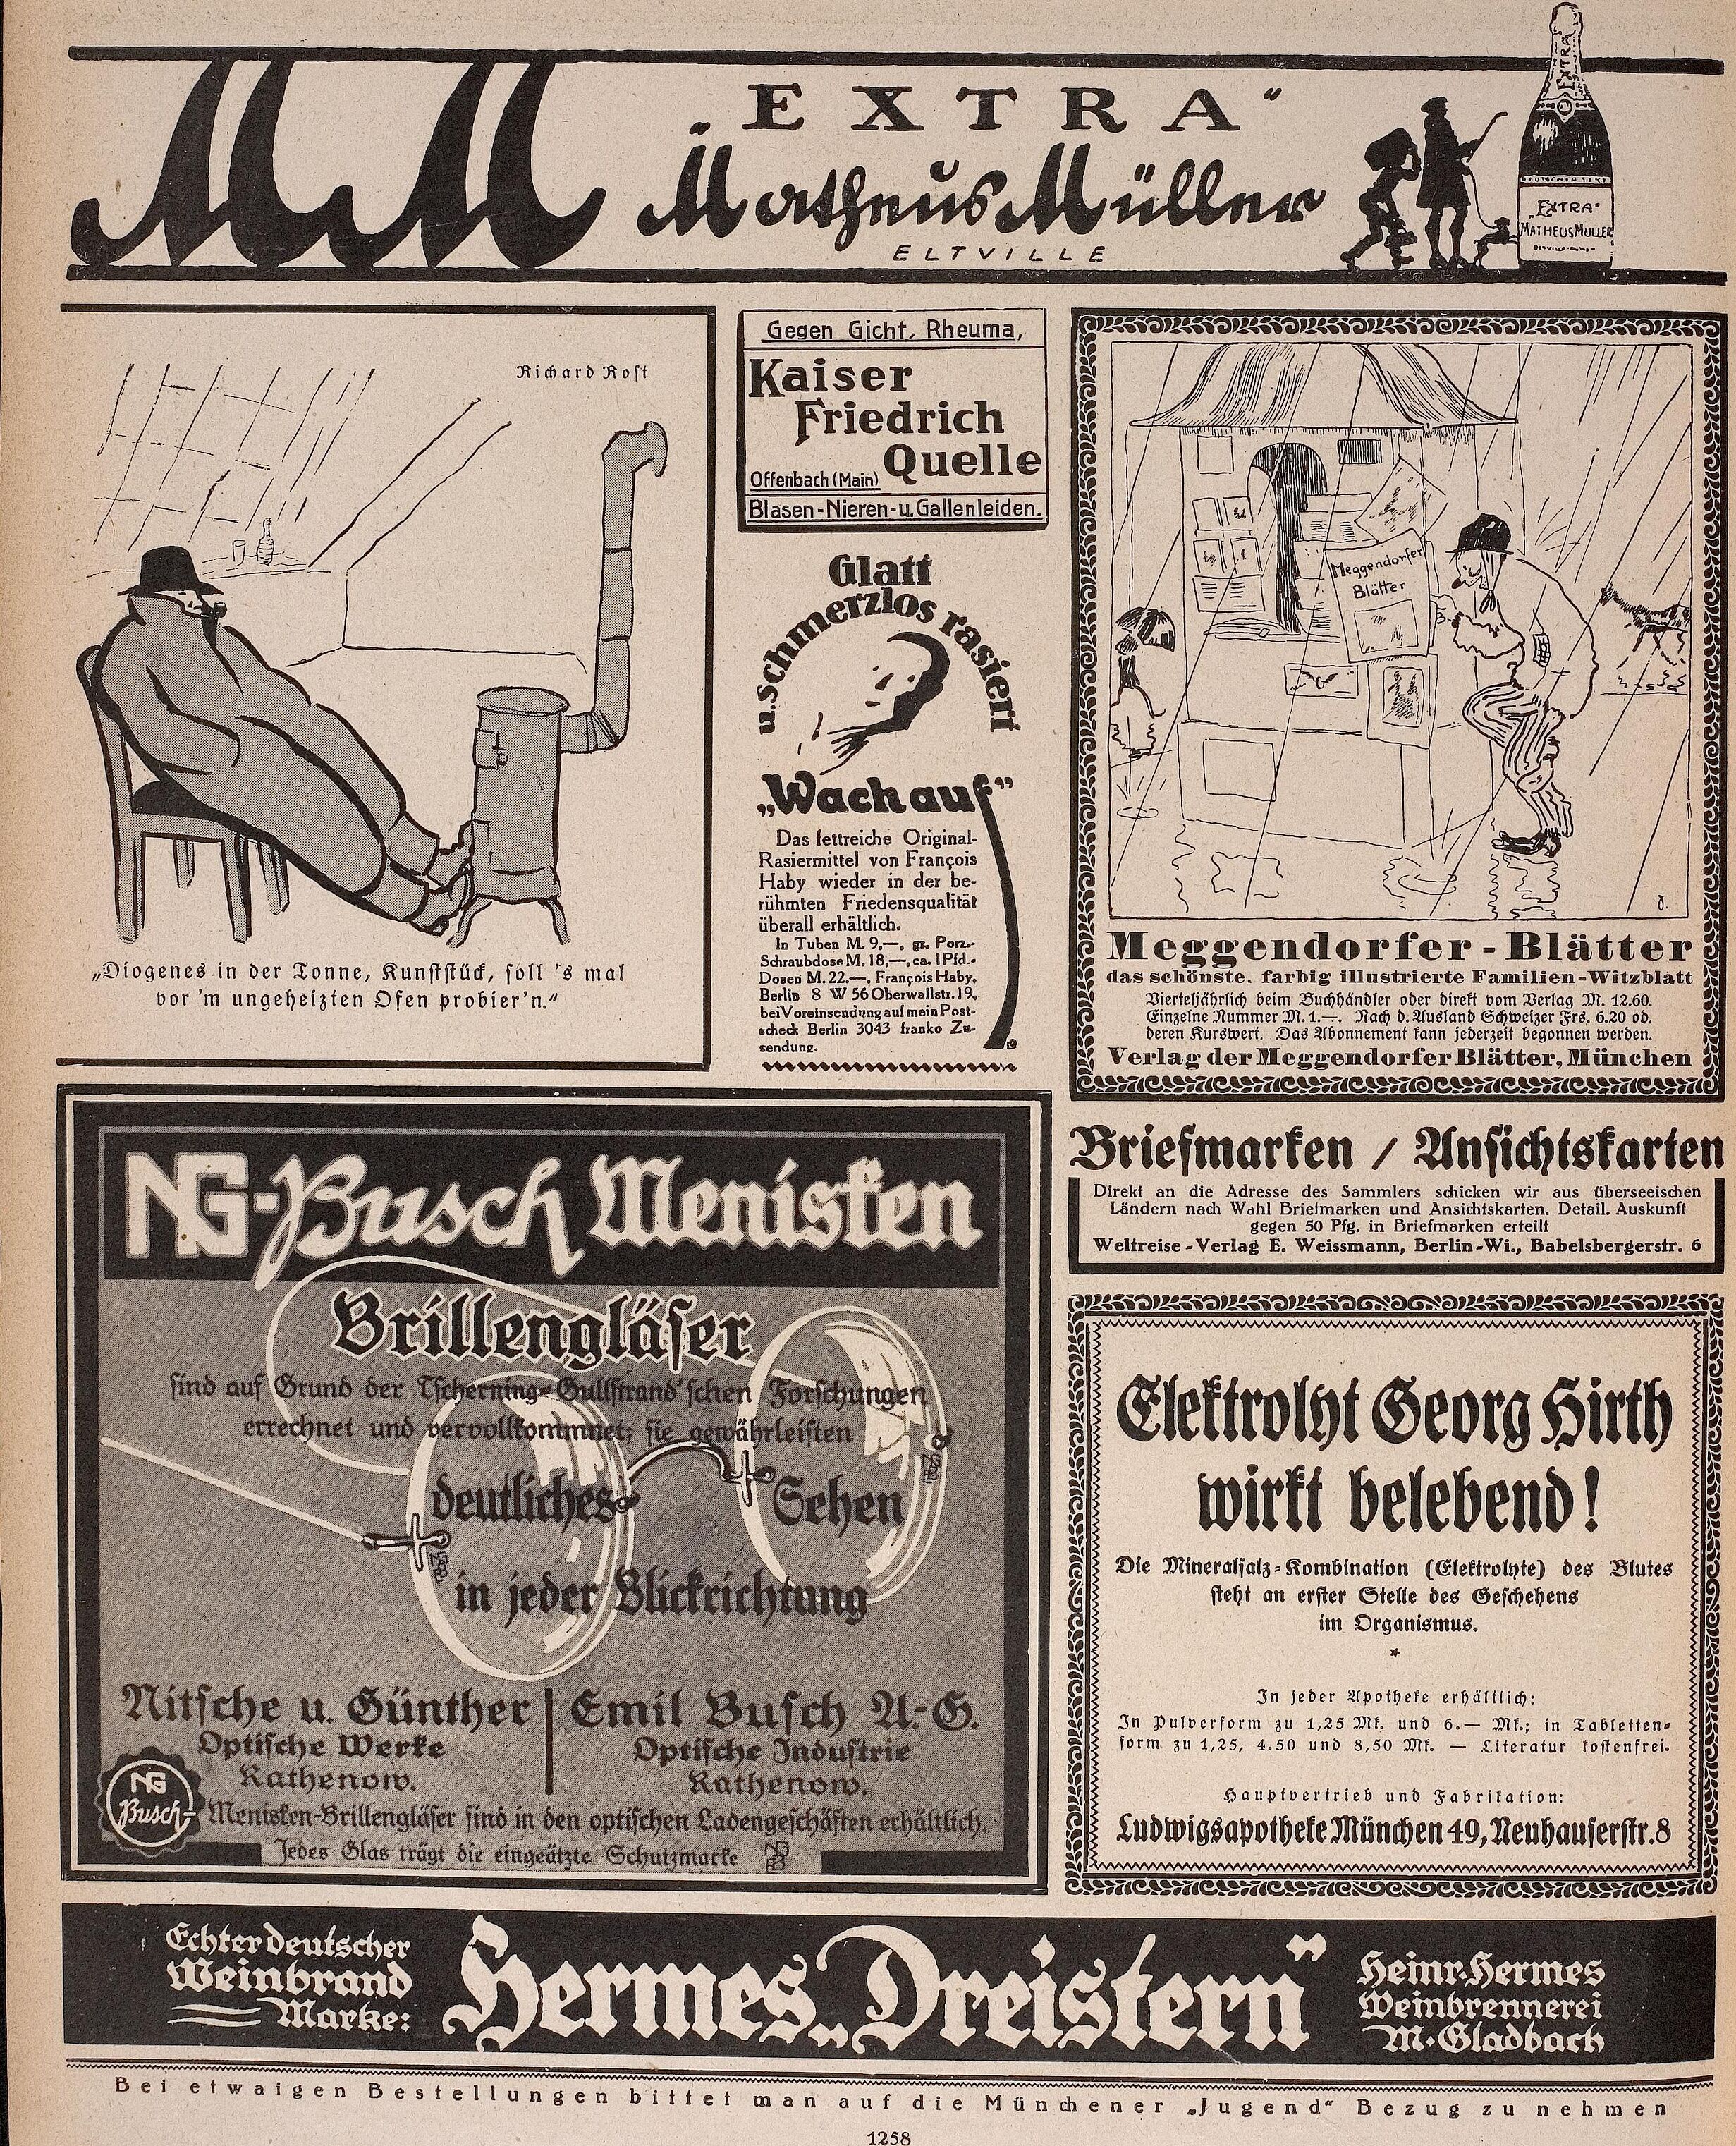 MM
„EXTRA“
Matheus Müller
ELTVILLE
EXTRA
„EXTRA“
MATHEUS MÜLLER
Richard Rost
„Diogenes in der Tonne, Kunststück, soll 's mal
vor 'm ungeheizten Ofen probier'n.“
Gegen Gicht, Rheuma,
Kaiser
Friedrich
Quelle
Offenbach (Main)
Blasen-Nieren-u. Gallenleiden.
Glatt
u. schmerzlos rasiert
„Wach auf“
Das fettreiche Original-
Rasiermittel von François
Haby wieder in der be-
rühmten Friedensqualität
überall erhältlich.
In Tuben M. 9,—, gr. Porz.-
Schraubdose M. 18,—, ca. 1 Pfd.-
Dosen M. 22.—, François Haby,
Berlin 8 W 56 Oberwallstr. 19,
bei Voreinsendung auf mein Post-
scheck Berlin 3043 franko Zu-
sendung.
Meggendorfer
Blätter
Meggendorfer-Blätter
das schönste, farbig illustrierte Familien-Witzblatt
Vierteljährlich beim Buchhändler oder direkt vom Verlag M. 12.60.
Einzelne Nummer M. 1.—. Nach d. Ausland Schweizer Frs. 6.20 od.
deren Kurswert. Das Abonnement kann jederzeit begonnen werden.
Verlag der Meggendorfer Blätter, München
Briefmarken / Ansichtskarten
Direkt an die Adresse des Sammlers schicken wir aus überseeischen
Ländern nach Wahl Briefmarken und Ansichtskarten. Detail. Auskunft
gegen 50 Pfg. in Briefmarken erteilt
Weltreise-Verlag E. Weissmann, Berlin-Wi., Babelsbergerstr. 6
NG-Busch Menisken
Brillengläser
sind auf Grund der Tscherning-Gullstrand'schen Forschungen
errechnet und vervollkommnet; sie gewährleisten
deutliches Sehen
in jeder Blickrichtung
Nitsche u. Günther
Optische Werke
Rathenow.
Emil Busch A.-G.
Optische Industrie
Rathenow.
NG
Busch-
Menisken-Brillengläser sind in den optischen Ladengeschäften erhältlich.
Jedes Glas trägt die eingeätzte Schutzmarke NG B
Elektrolyt Georg Hirth
wirkt belebend!
Die Mineralsalz-Kombination (Elektrolyte) des Blutes
steht an erster Stelle des Geschehens
im Organismus.
*
In jeder Apotheke erhältlich:
In Pulverform zu 1,25 Mk. und 6.— Mk.; in Tabletten-
form zu 1,25, 4.50 und 8,50 Mk. — Literatur kostenfrei.
Hauptvertrieb und Fabrikation:
Ludwigsapotheke München 49, Neuhauserstr. 8
Echter deutscher
Weinbrand
Marke:
Hermes „Dreistern“
Heinr. Hermes
Weinbrennerei
M.-Gladbach
Bei etwaigen Bestellungen bittet man auf die Münchener „Jugend“ Bezug zu nehmen
1258